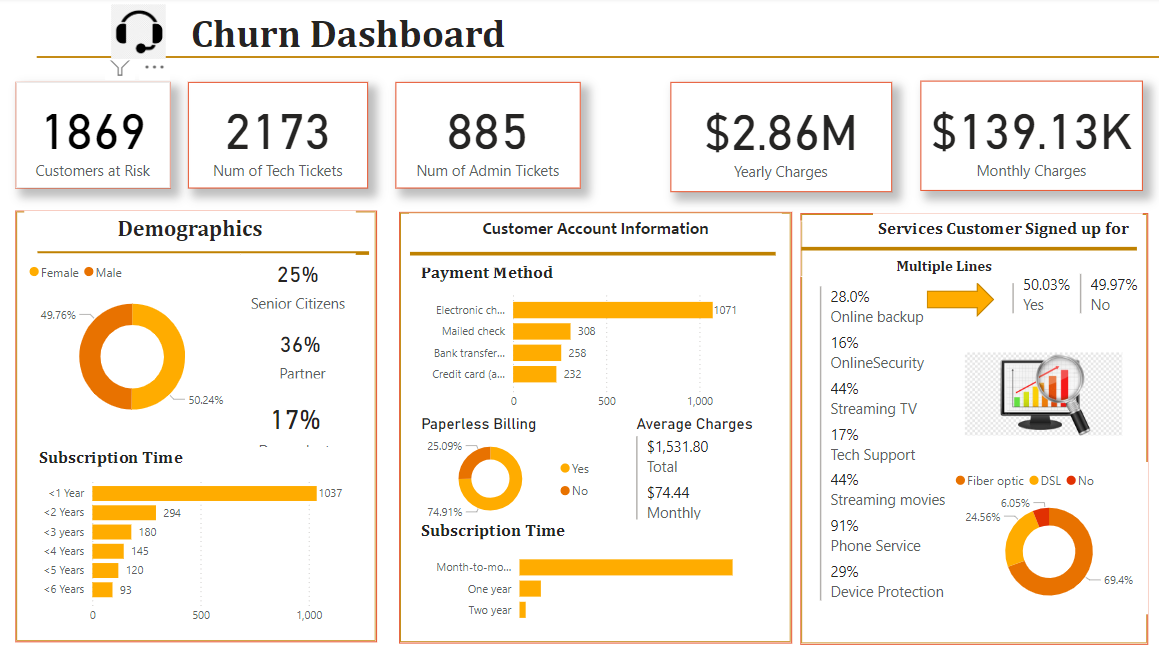 Churn Dashboard
1869
Customers at Risk
2173
Num of Tech Tickets
885
Num of Admin Tickets
$2.86M
Yearly Charges
$139.13K
Monthly Charges
Demographics
Female Male
49.76%
50.24%
25%
Senior Citizens
36%
Partner
17%
Subscription Time
<1 Year 1037
<2 Years 294
<3 years 180
<4 Years 145
<5 Years 120
<6 Years 93
0 500 1,000
Customer Account Information
Payment Method
Electronic ch... 1071
Mailed check 308
Bank transfer... 258
Credit card (a... 232
0 500 1,000
Paperless Billing
25.09%
74.91%
Yes
No
Average Charges
$1,531.80
Total
$74.44
Monthly
Subscription Time
Month-to-mo...
One year
Two year
Services Customer Signed up for
Multiple Lines
50.03%
Yes
49.97%
No
28.0%
Online backup
16%
OnlineSecurity
44%
Streaming TV
17%
Tech Support
44%
Streaming movies
91%
Phone Service
29%
Device Protection
Fiber optic DSL No
6.05%
24.56%
69.4%